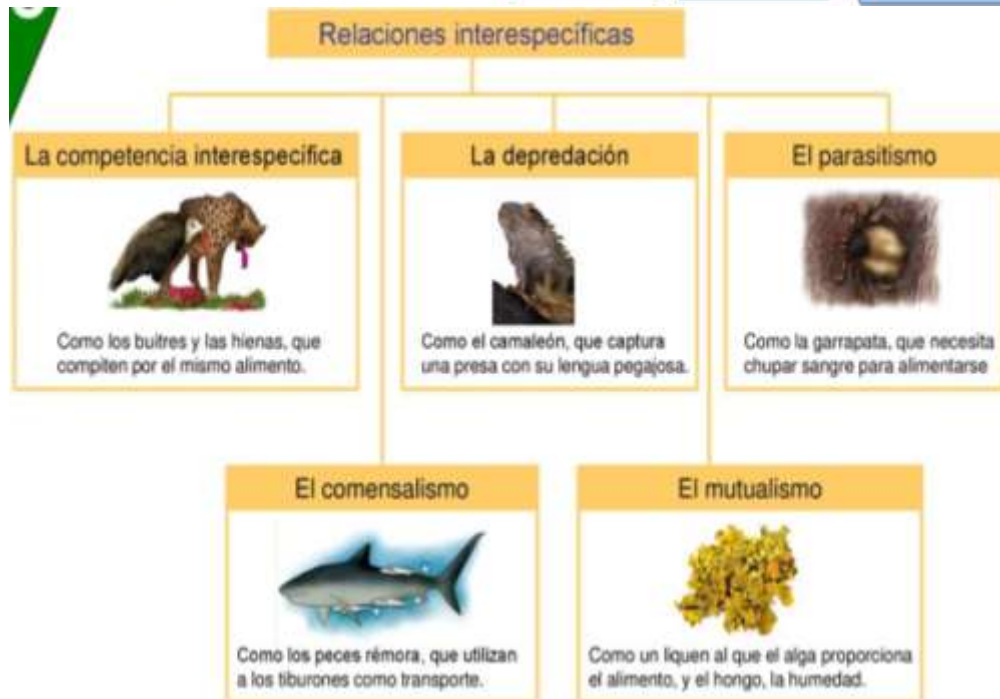 Relaciones interespecíficas
La competencia interespecífica
Como los buitres y las hienas, que
compiten por el mismo alimento.
La depredación
Como el camaleón, que captura
una presa con su lengua pegajosa.
El parasitismo
Como la garrapata, que necesita
chupar sangre para alimentarse
El comensalismo
Como los peces rémora, que utilizan
a los tiburones como transporte.
El mutualismo
Como un liquen al que el alga proporciona
el alimento, y el hongo, la humedad.